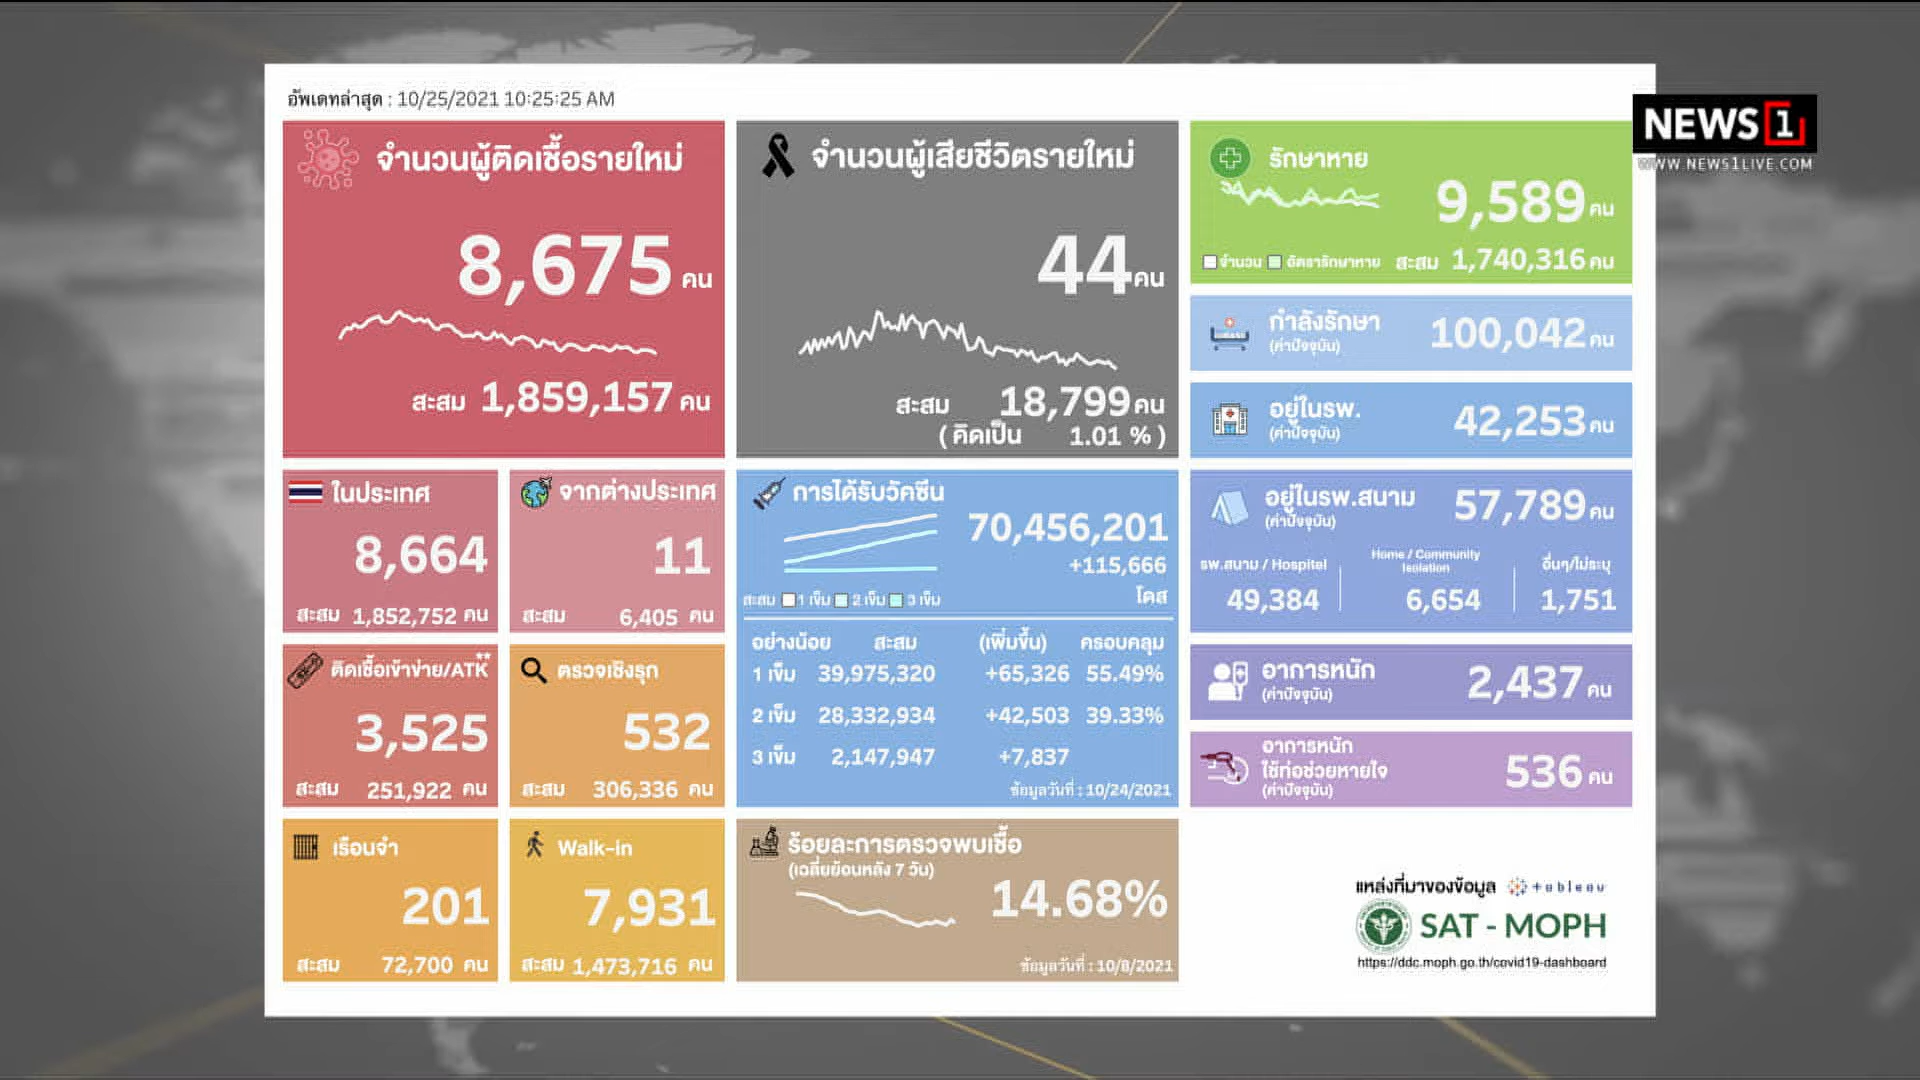 อัพเดทล่าสุด : 10/25/2021 10:25:25 AM
NEWS 1
WWW.NEWS1LIVE.COM
จำนวนผู้ติดเชื้อรายใหม่
8,675 คน
สะสม 1,859,157 คน
จำนวนผู้เสียชีวิตรายใหม่
44 คน
สะสม 18,799 คน
( คิดเป็น 1.01 % )
รักษาหาย
9,589 คน
จำนวน อัตรารักษาหาย สะสม 1,740,316 คน
กำลังรักษา
(ค่าปัจจุบัน)
100,042 คน
อยู่ในรพ.
(ค่าปัจจุบัน)
42,253 คน
ในประเทศ
8,664
สะสม 1,852,752 คน
จากต่างประเทศ
11
สะสม 6,405 คน
การได้รับวัคซีน
70,456,201
+115,666
โดส
สะสม 1 เข็ม 2 เข็ม 3 เข็ม
อย่างน้อย สะสม (เพิ่มขึ้น) ครอบคลุม
1 เข็ม 39,975,320 +65,326 55.49%
2 เข็ม 28,332,934 +42,503 39.33%
3 เข็ม 2,147,947 +7,837
ข้อมูลวันที่ : 10/24/2021
อยู่ในรพ.สนาม
(ค่าปัจจุบัน)
57,789 คน
รพ.สนาม / Hospitel
49,384
Home / Community
Isolation
6,654
อื่นๆ/ไม่ระบุ
1,751
ติดเชื้อเข้าข่าย/ATK**
3,525
สะสม 251,922 คน
ตรวจเชิงรุก
532
สะสม 306,336 คน
อาการหนัก
(ค่าปัจจุบัน)
2,437 คน
อาการหนัก
ใช้ท่อช่วยหายใจ
(ค่าปัจจุบัน)
536 คน
เรือนจำ
201
สะสม 72,700 คน
Walk-in
7,931
สะสม 1,473,716 คน
ร้อยละการตรวจพบเชื้อ
(เฉลี่ยย้อนหลัง 7 วัน)
14.68%
ข้อมูลวันที่ : 10/8/2021
แหล่งที่มาของข้อมูล +ableau
SAT - MOPH
https://ddc.moph.go.th/covid19-dashboard